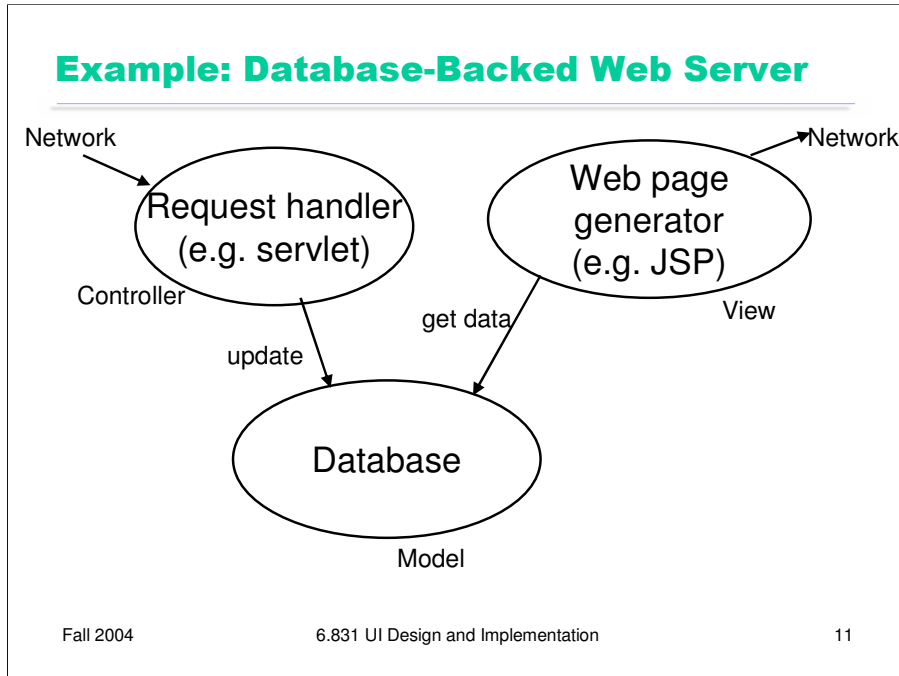 Example: Database-Backed Web Server
Network
Network
Request handler
(e.g. servlet)
Controller
Web page
generator
(e.g. JSP)
View
update
get data
Database
Model
Fall 2004
6.831 UI Design and Implementation
11